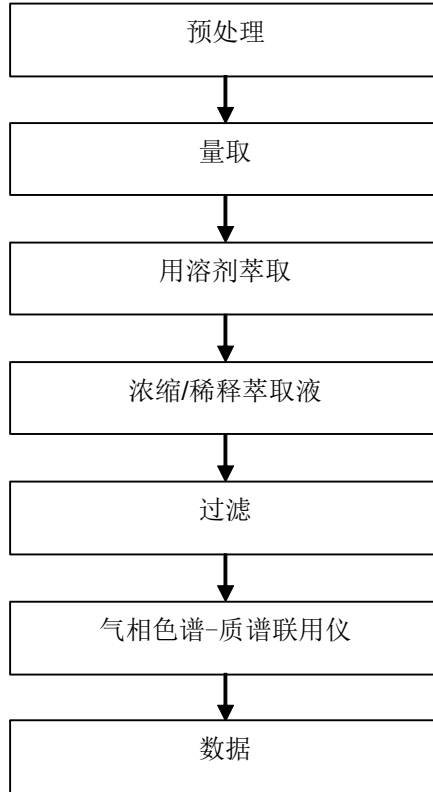 预处理
量取
用溶剂萃取
浓缩/稀释萃取液
过滤
气相色谱-质谱联用仪
数据